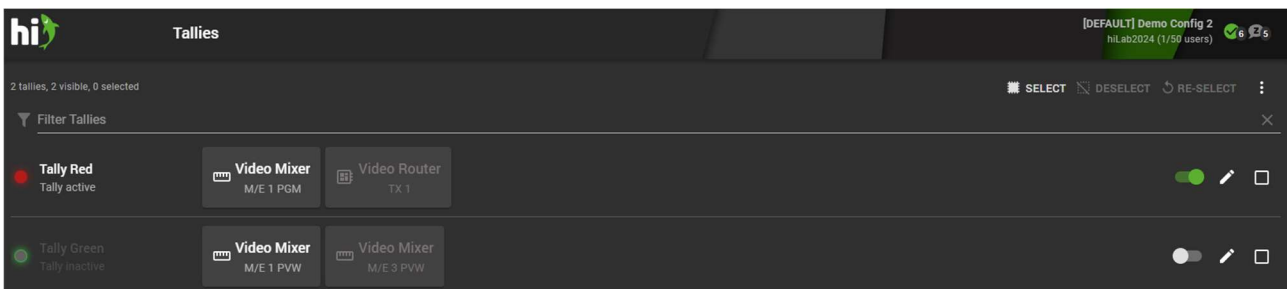 hi
Tallies
[DEFAULT] Demo Config 2
hiLab2024 (1/50 users)
6
5
2 tallies, 2 visible, 0 selected
SELECT
DESELECT
RE-SELECT
Filter Tallies
Tally Red
Tally active
Video Mixer
M/E 1 PGM
Video Router
TX 1
Tally Green
Tally inactive
Video Mixer
M/E 1 PVW
Video Mixer
M/E 3 PVW